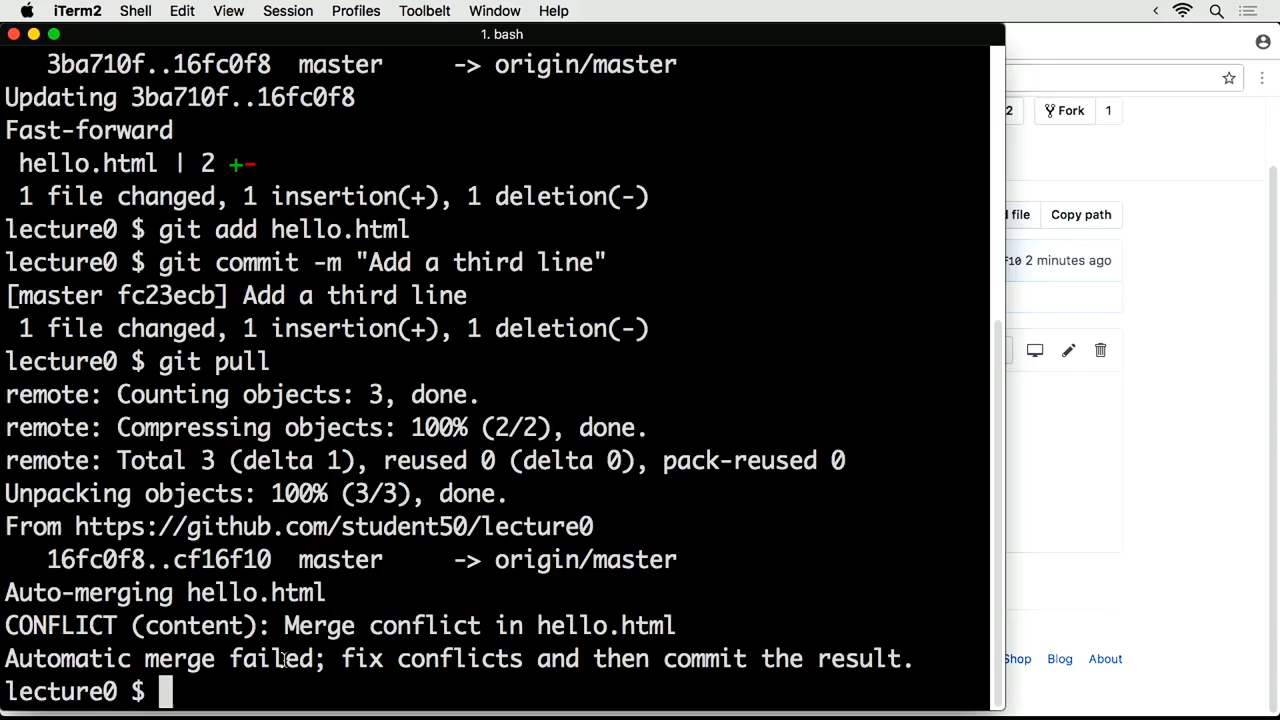 iTerm2 Shell Edit View Session Profiles Toolbelt Window Help
1. bash
3ba710f..16fc0f8 master -> origin/master
Updating 3ba710f..16fc0f8
Fast-forward
hello.html | 2 +-
1 file changed, 1 insertion(+), 1 deletion(-)
lecture0 $ git add hello.html
lecture0 $ git commit -m "Add a third line"
[master fc23ecb] Add a third line
1 file changed, 1 insertion(+), 1 deletion(-)
lecture0 $ git pull
remote: Counting objects: 3, done.
remote: Compressing objects: 100% (2/2), done.
remote: Total 3 (delta 1), reused 0 (delta 0), pack-reused 0
Unpacking objects: 100% (3/3), done.
From https://github.com/student50/lecture0
16fc0f8..cf16f10 master -> origin/master
Auto-merging hello.html
CONFLICT (content): Merge conflict in hello.html
Automatic merge failed; fix conflicts and then commit the result.
lecture0 $
2 Fork 1
file Copy path
f10 2 minutes ago
Shop Blog About